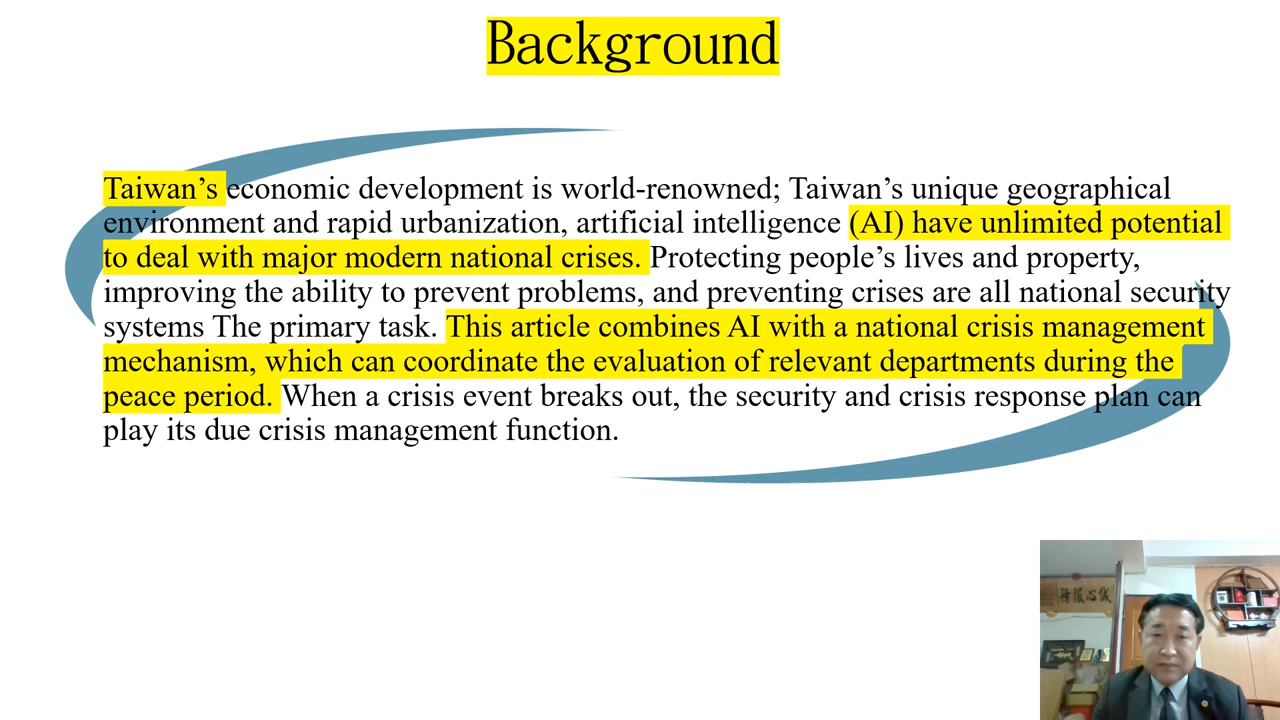 Background
Taiwan’s economic development is world-renowned; Taiwan’s unique geographical
environment and rapid urbanization, artificial intelligence (AI) have unlimited potential
to deal with major modern national crises. Protecting people’s lives and property,
improving the ability to prevent problems, and preventing crises are all national security
systems The primary task. This article combines AI with a national crisis management
mechanism, which can coordinate the evaluation of relevant departments during the
peace period. When a crisis event breaks out, the security and crisis response plan can
play its due crisis management function.